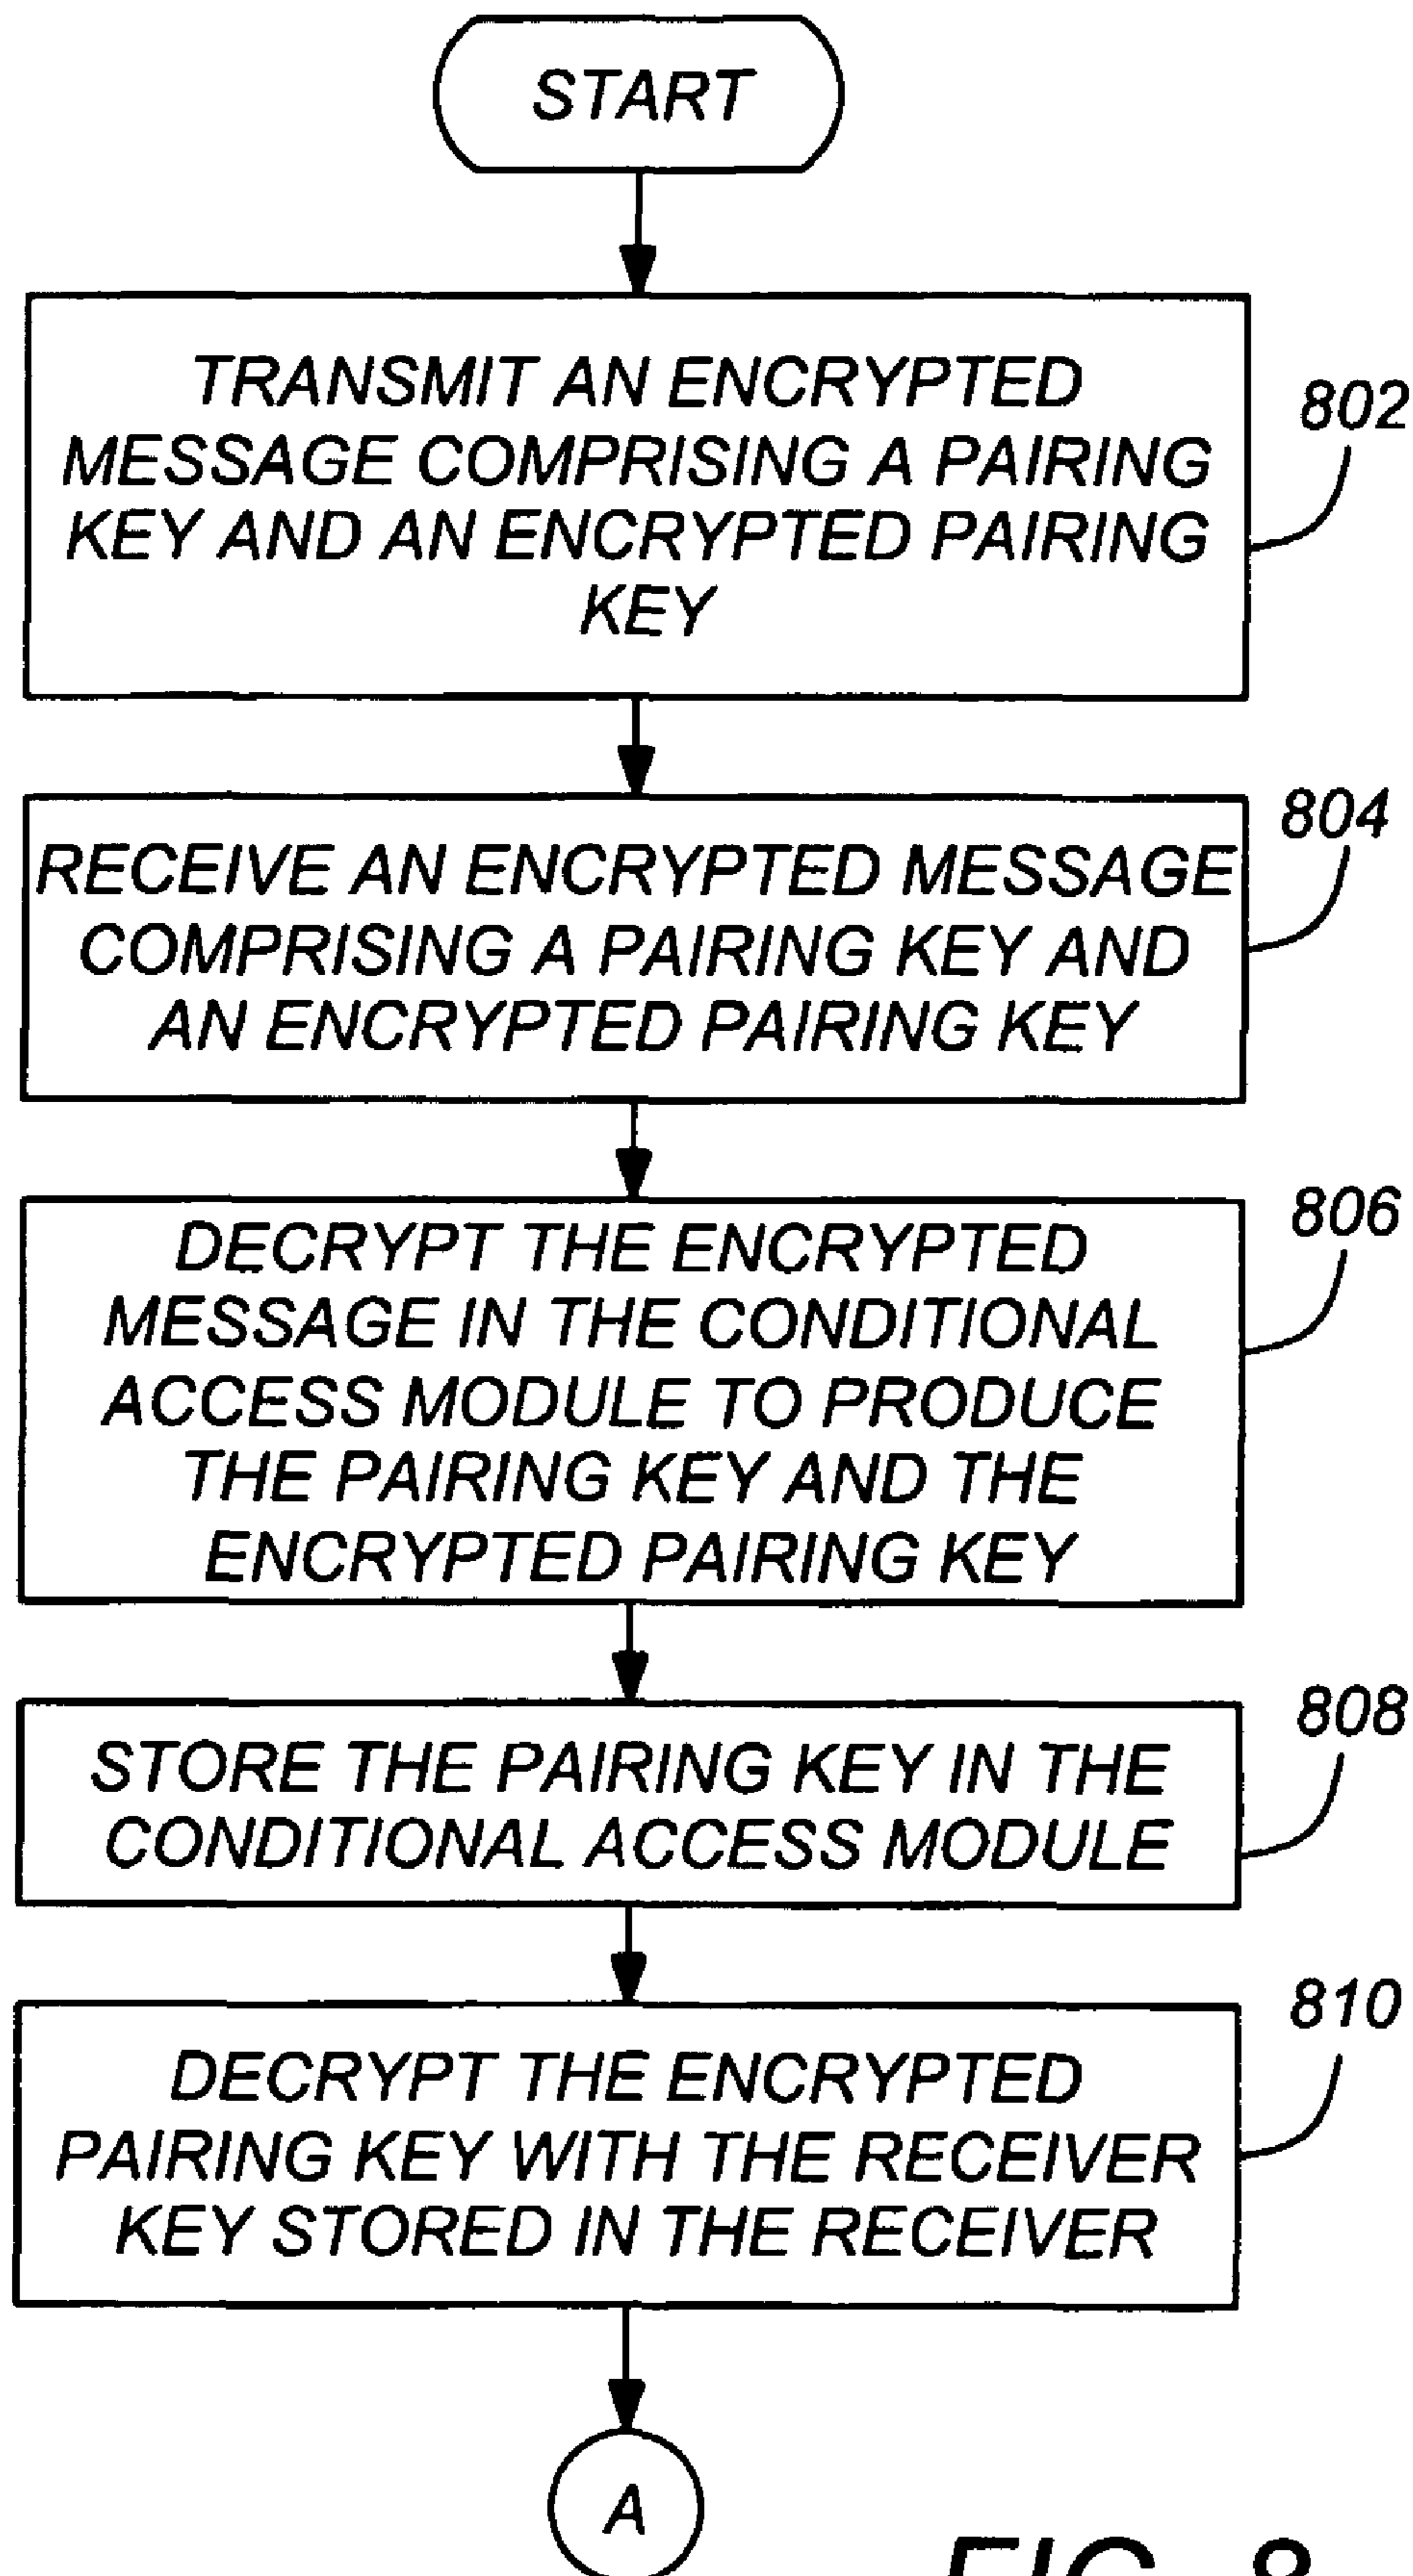 START
TRANSMIT AN ENCRYPTED
MESSAGE COMPRISING A PAIRING
KEY AND AN ENCRYPTED PAIRING
KEY
802
RECEIVE AN ENCRYPTED MESSAGE
COMPRISING A PAIRING KEY AND
AN ENCRYPTED PAIRING KEY
804
DECRYPT THE ENCRYPTED
MESSAGE IN THE CONDITIONAL
ACCESS MODULE TO PRODUCE
THE PAIRING KEY AND THE
ENCRYPTED PAIRING KEY
806
STORE THE PAIRING KEY IN THE
CONDITIONAL ACCESS MODULE
808
DECRYPT THE ENCRYPTED
PAIRING KEY WITH THE RECEIVER
KEY STORED IN THE RECEIVER
810
A
FIG. 8